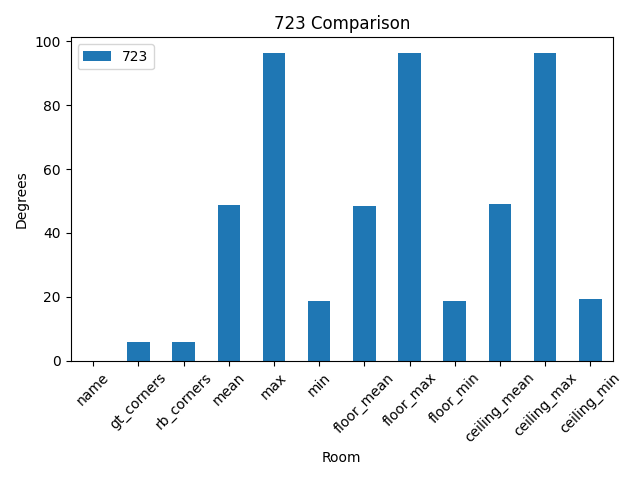 723 Comparison
723
100
80
60
40
20
0
Degrees
name
gt_corners
rb_corners
mean
max
min
floor_mean
floor_max
floor_min
ceiling_mean
ceiling_max
ceiling_min
Room